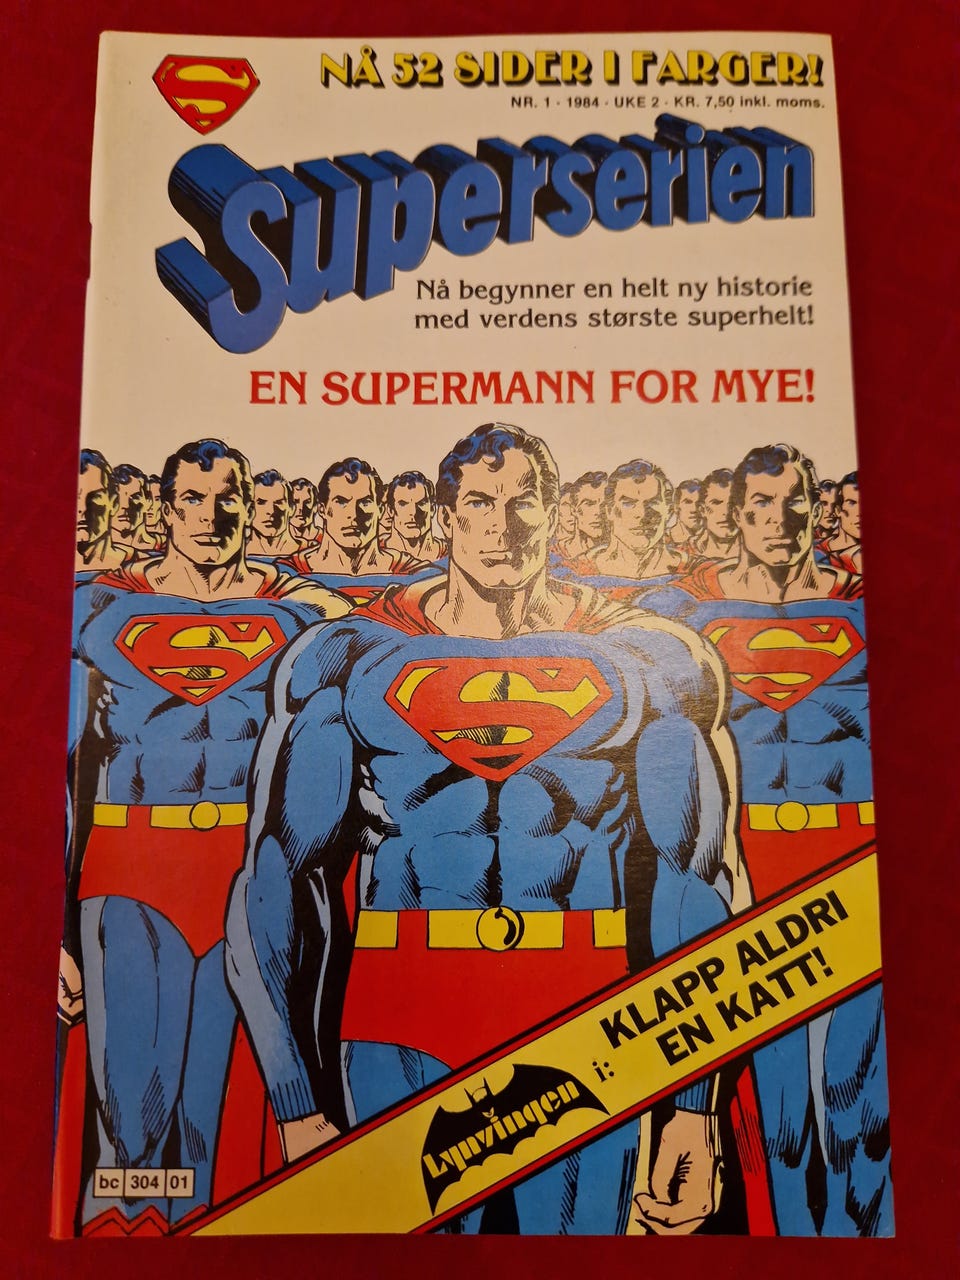 NÅ 52 SIDER I FARGER!
NR. 1 · 1984 · UKE 2 · KR. 7,50 inkl. moms.
Superserien
Nå begynner en helt ny historie
med verdens største superhelt!
EN SUPERMANN FOR MYE!
S
S
S
S
Lynvingen i: KLAPP ALDRI
EN KATT!
bc 304 01